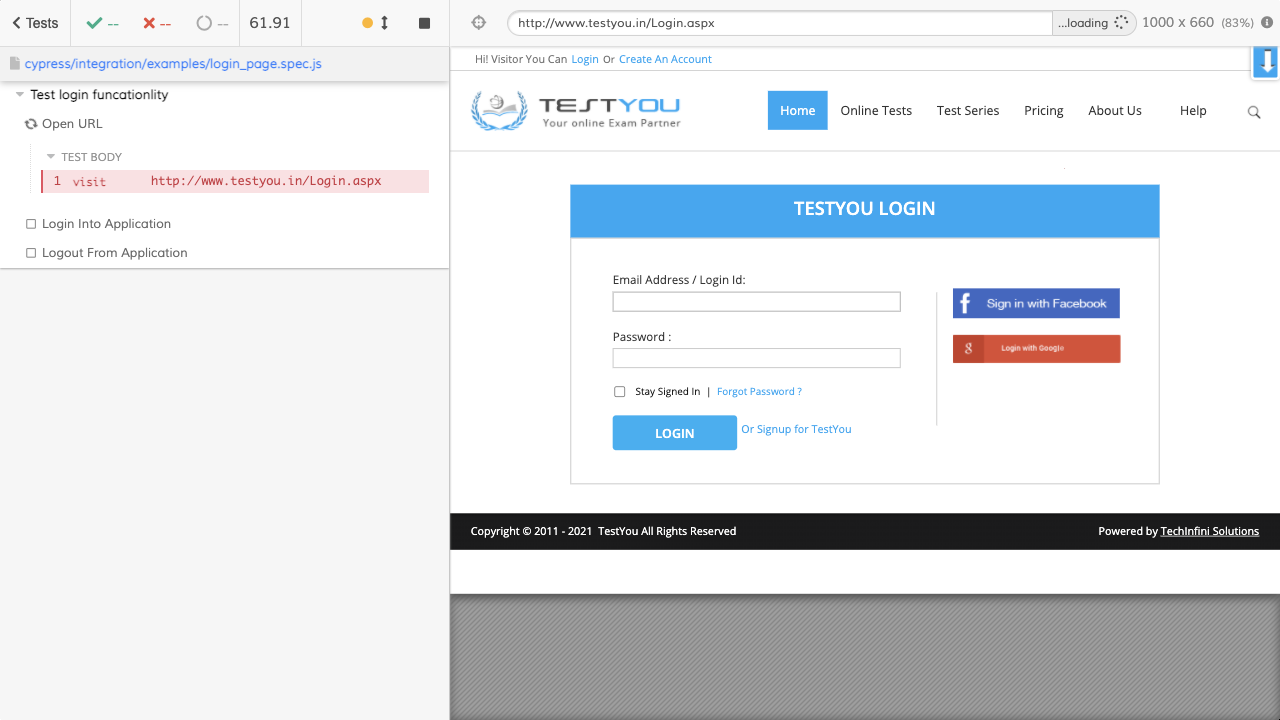 Tests -- -- -- 61.91
http://www.testyou.in/Login.aspx ...loading 1000 x 660 (83%)
cypress/integration/examples/login_page.spec.js
Test login funcationlity
Open URL
TEST BODY
1 visit http://www.testyou.in/Login.aspx
Login Into Application
Logout From Application
Hi! Visitor You Can Login Or Create An Account
TESTYOU
Your online Exam Partner
Home Online Tests Test Series Pricing About Us Help
TESTYOU LOGIN
Email Address / Login Id:
Password :
Stay Signed In | Forgot Password ?
LOGIN Or Signup for TestYou
f Sign in with Facebook
g Login with Google
Copyright © 2011 - 2021 TestYou All Rights Reserved
Powered by TechInfini Solutions